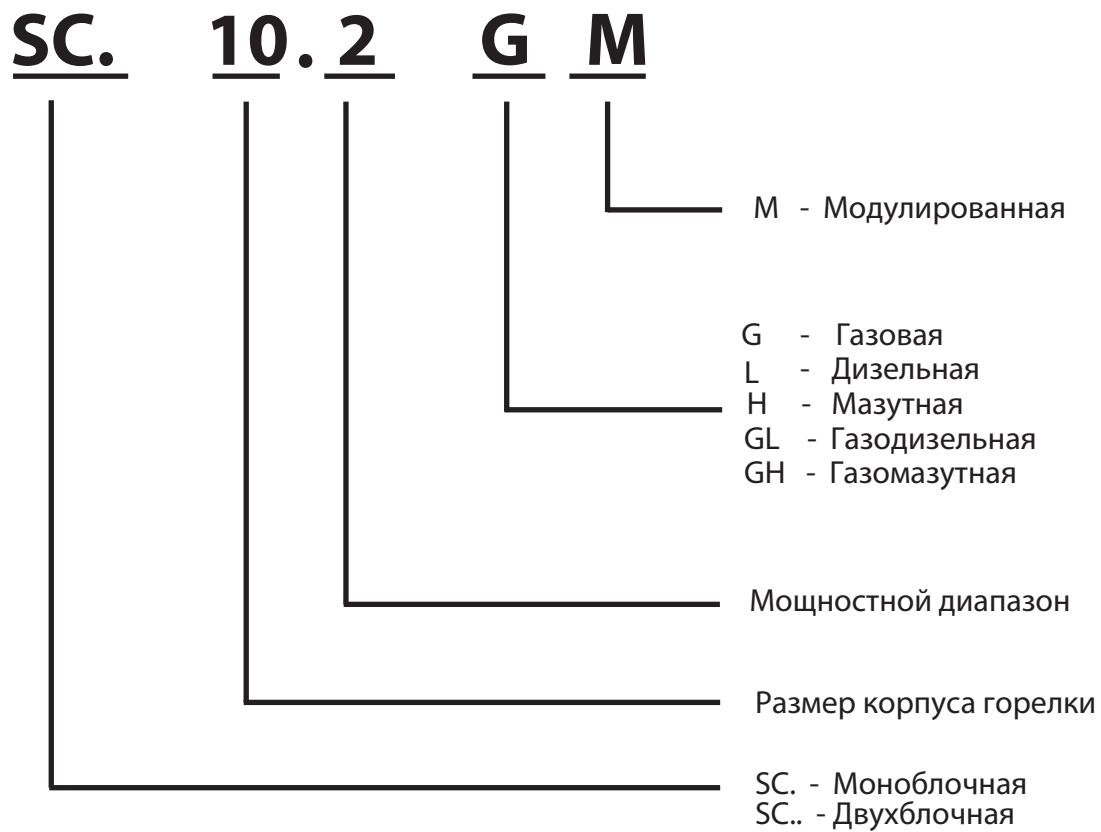 SC. 10.2 G M
M - Модулированная
G - Газовая
L - Дизельная
H - Мазутная
GL - Газодизельная
GH - Газомазутная
Мощностной диапазон
Размер корпуса горелки
SC. - Моноблочная
SC.. - Двухблочная